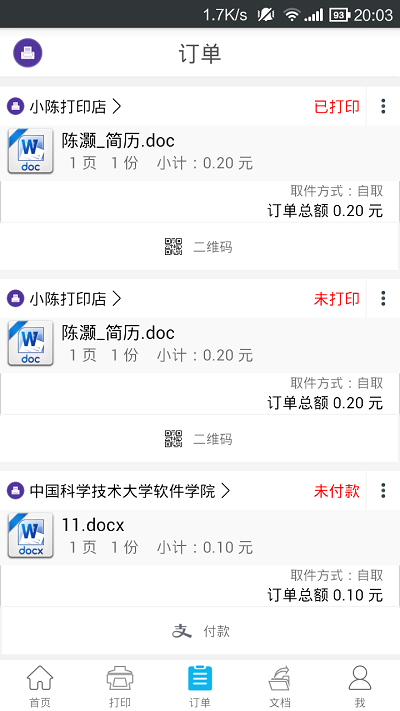 1.7K/s 93 20:03
订单
小陈打印店 已打印
W
doc
陈灏_简历.doc
1 页 1 份 小计：0.20 元
取件方式：自取
订单总额 0.20 元
二维码
小陈打印店 未打印
W
doc
陈灏_简历.doc
1 页 1 份 小计：0.20 元
取件方式：自取
订单总额 0.20 元
二维码
中国科学技术大学软件学院 未付款
W
docx
11.docx
1 页 1 份 小计：0.10 元
取件方式：自取
订单总额 0.10 元
支 付款
首页 打印 订单 文档 我